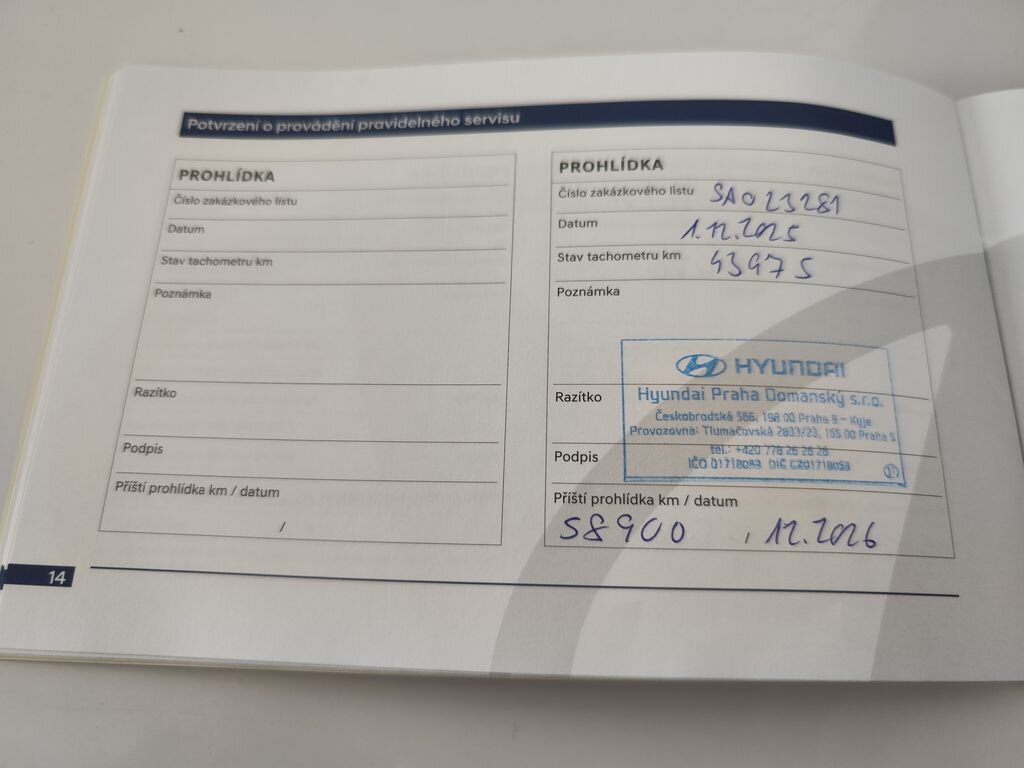 Potvrzení o provádění pravidelného servisu
PROHLÍDKA
Číslo zakázkového listu
Datum
Stav tachometru km
Poznámka
Razítko
Podpis
Příští prohlídka km / datum
/
PROHLÍDKA
Číslo zakázkového listu SA023281
Datum 1.12.2025
Stav tachometru km 43975
Poznámka
HYUNDAI
Razítko
Hyundai Praha Domanský s.r.o.
Českobrodská 566, 198 00 Praha 9 - Kyje
Provozovna: Tlumačovská 2833/23, 155 00 Praha 5
Podpis
tel.: +420 778 26 26 26
IČO 01718053 DIČ CZ01718053
Příští prohlídka km / datum
58900 / 12.2026
14